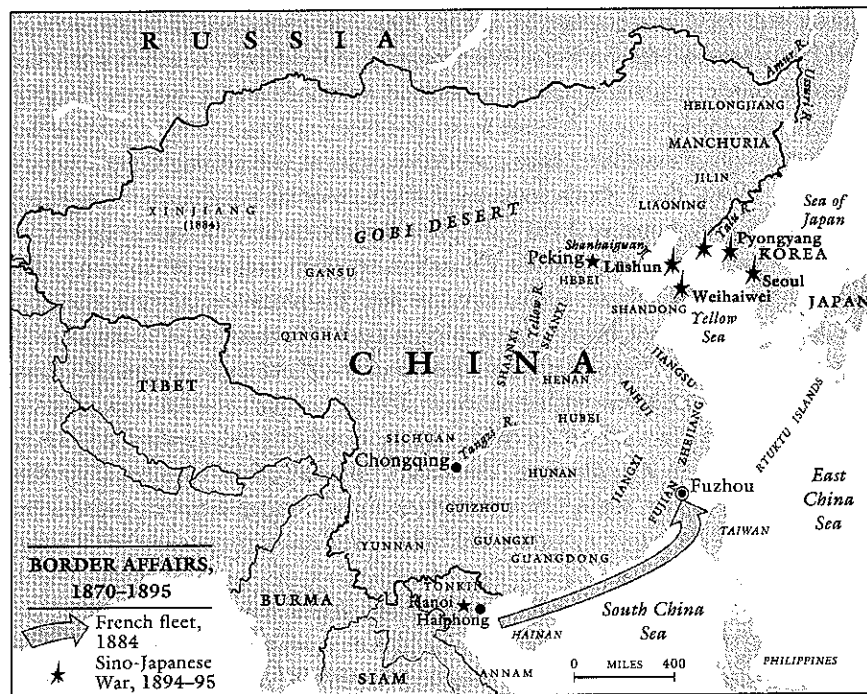 RUSSIA
Amur R.
Ussuri R.
HEILONGJIANG
MANCHURIA
JILIN
XINJIANG
(1884)
LIAONING
Sea of
Japan
GOBI DESERT
Yalu R.
Shanhaiguan
Pyongyang
Peking
Lüshun
KOREA
GANSU
HEBEI
Seoul
Weihaiwei
SHANDONG
JAPAN
Yellow
Sea
Yellow R.
SHANXI
SHAANXI
QINGHAI
CHINA
JIANGSU
TIBET
HENAN
ANHUI
RTUKTU ISLANDS
HUBEI
ZHEJIANG
SICHUAN
Yangzi R.
Chongqing
HUNAN
JIANGXI
East
China
Sea
Fuzhou
FUJIAN
GUIZHOU
TAIWAN
YUNNAN
GUANGXI
GUANGDONG
BORDER AFFAIRS,
1870–1895
French fleet,
1884
Sino-Japanese
War, 1894–95
BURMA
TONKIN
Hanoi
Haiphong
HAINAN
South China
Sea
SIAM
ANNAM
0 MILES 400
PHILIPPINES